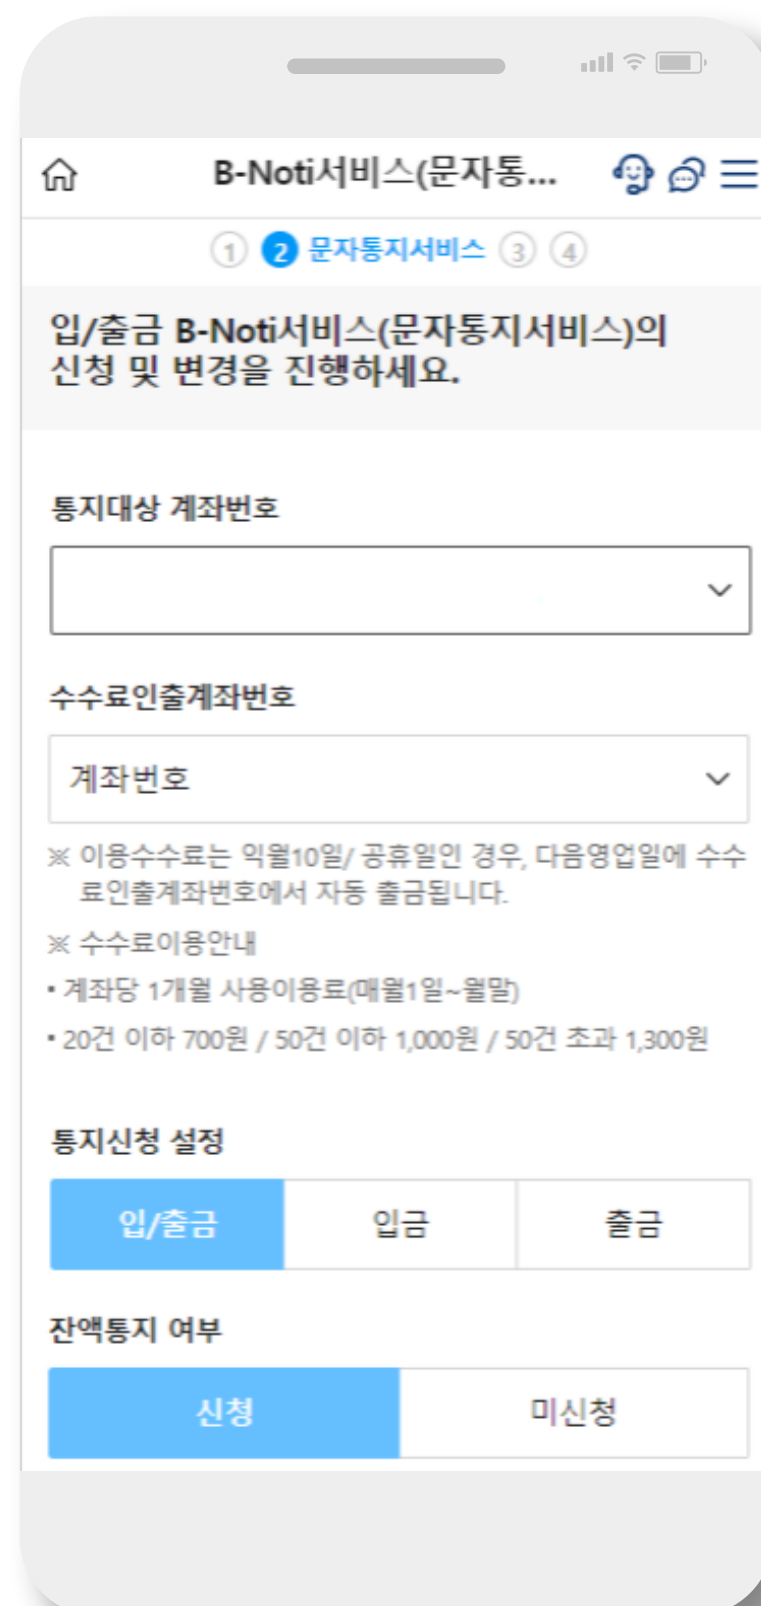 B-Noti서비스(문자통...
1 2 문자통지서비스 3 4
입/출금 B-Noti서비스(문자통지서비스)의
신청 및 변경을 진행하세요.
통지대상 계좌번호
수수료인출계좌번호
계좌번호
※ 이용수수료는 익월10일/ 공휴일인 경우, 다음영업일에 수수
료인출계좌번호에서 자동 출금됩니다.
※ 수수료이용안내
• 계좌당 1개월 사용이용료(매월1일~월말)
• 20건 이하 700원 / 50건 이하 1,000원 / 50건 초과 1,300원
통지신청 설정
입/출금 입금 출금
잔액통지 여부
신청 미신청